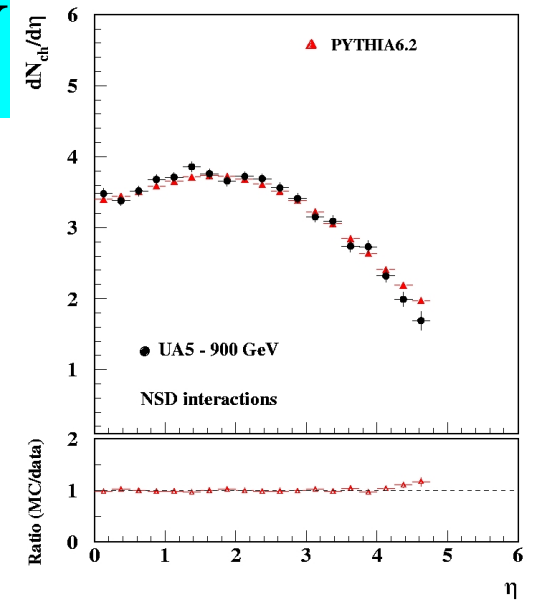 dN_ch/dη
6
PYTHIA6.2
5
4
3
2
UA5 - 900 GeV
1
NSD interactions
Ratio (MC/data)
2
1
0
0 1 2 3 4 5 6
η